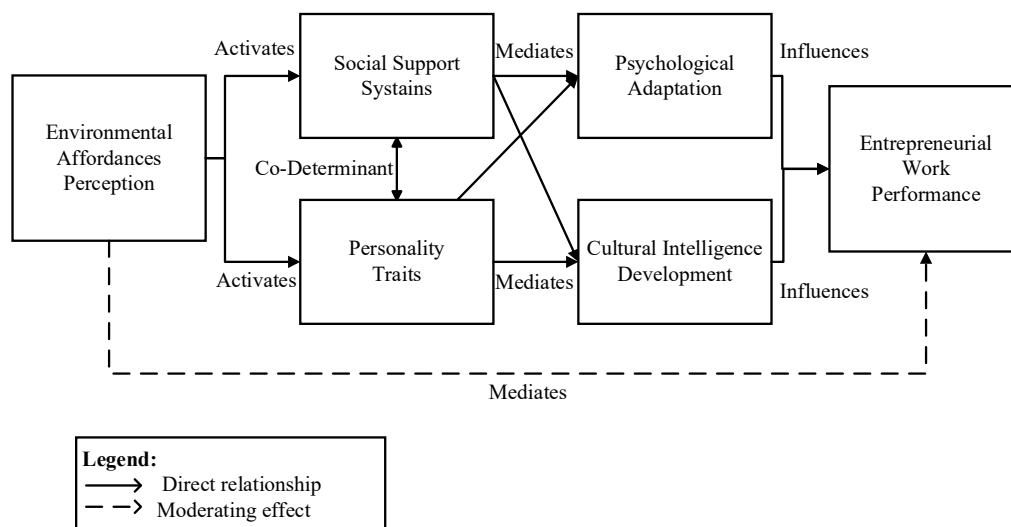 Activates
Social Support
Systains
Mediates
Psychological
Adaptation
Influences
Environmental
Affordances
Perception
Entrepreneurial
Work
Performance
Co-Determinant
Activates
Personality
Traits
Mediates
Cultural Intelligence
Development
Influences
Mediates
Legend:
Direct relationship
Moderating effect